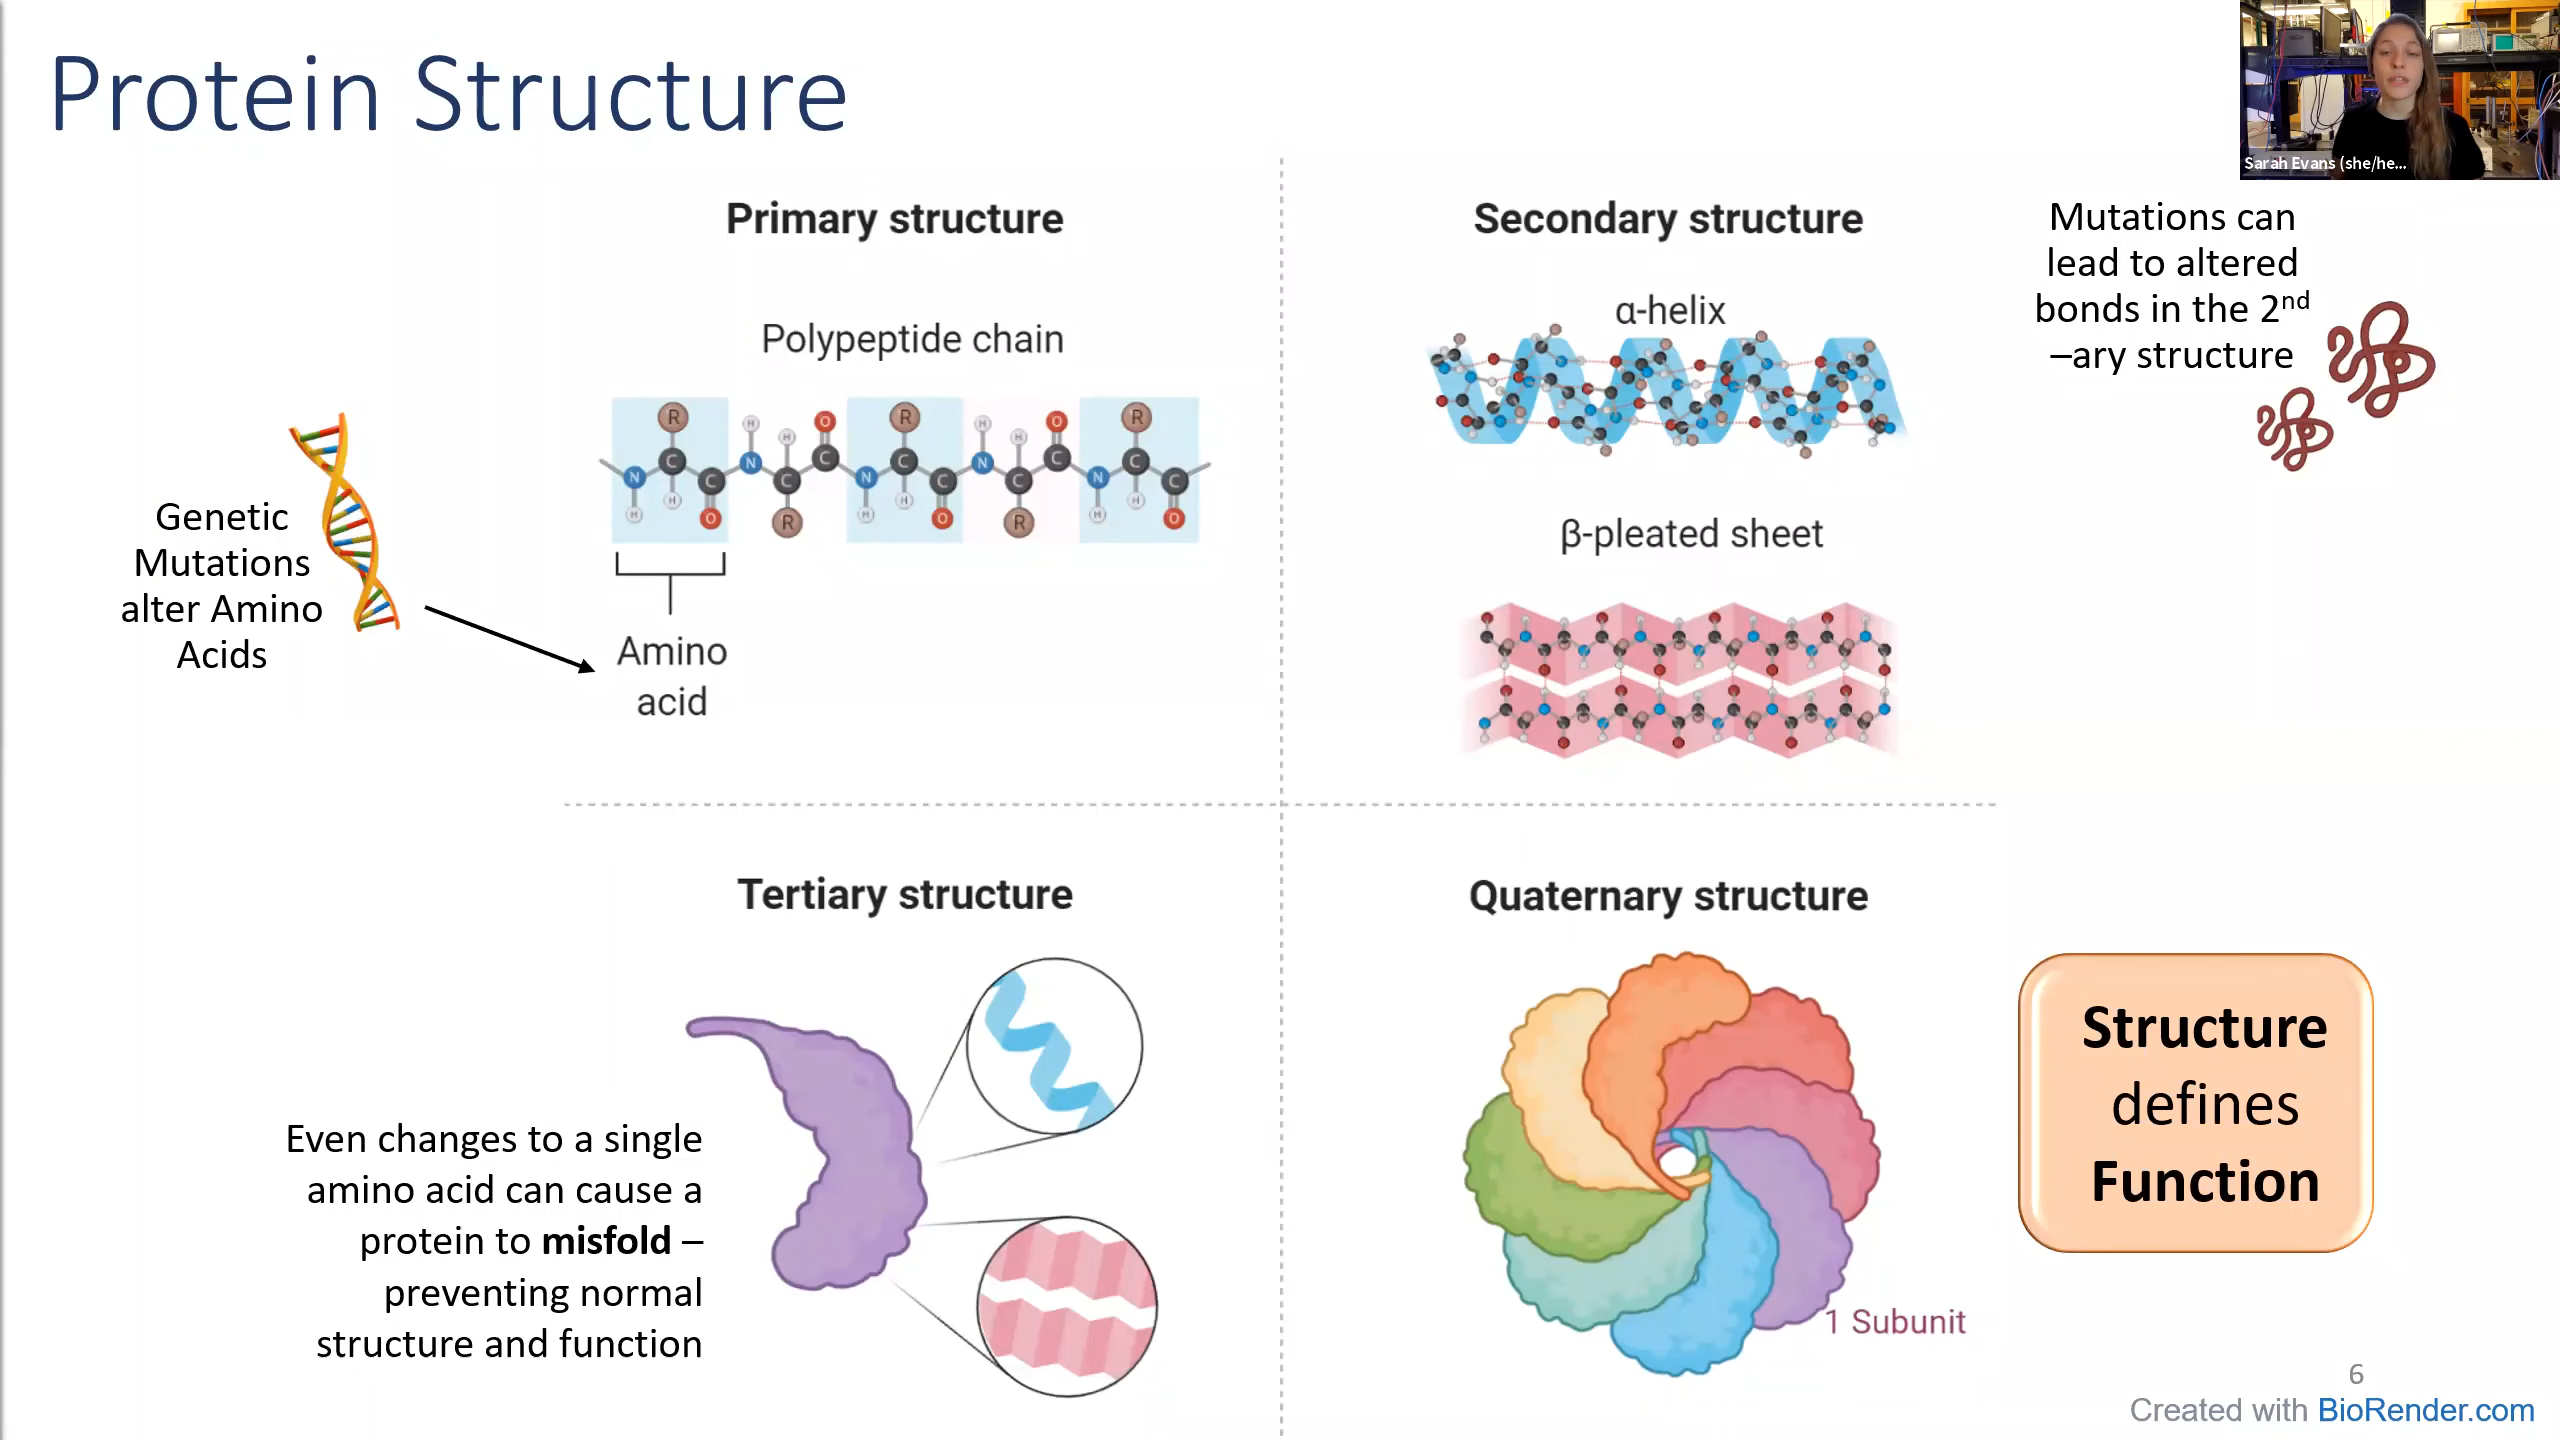 Protein Structure
Sarah Evans (she/he...
Primary structure
Polypeptide chain
R
R
R
H
H
O
H
H
O
C
N
C
C
N
C
C
N
C
N
C
C
N
C
C
H
H
O
R
H
H
O
R
H
H
O
Amino
acid
Genetic
Mutations
alter Amino
Acids
Secondary structure
α-helix
β-pleated sheet
Mutations can
lead to altered
bonds in the 2nd
–ary structure
Tertiary structure
Even changes to a single
amino acid can cause a
protein to misfold –
preventing normal
structure and function
Quaternary structure
1 Subunit
Structure
defines
Function
6
Created with BioRender.com